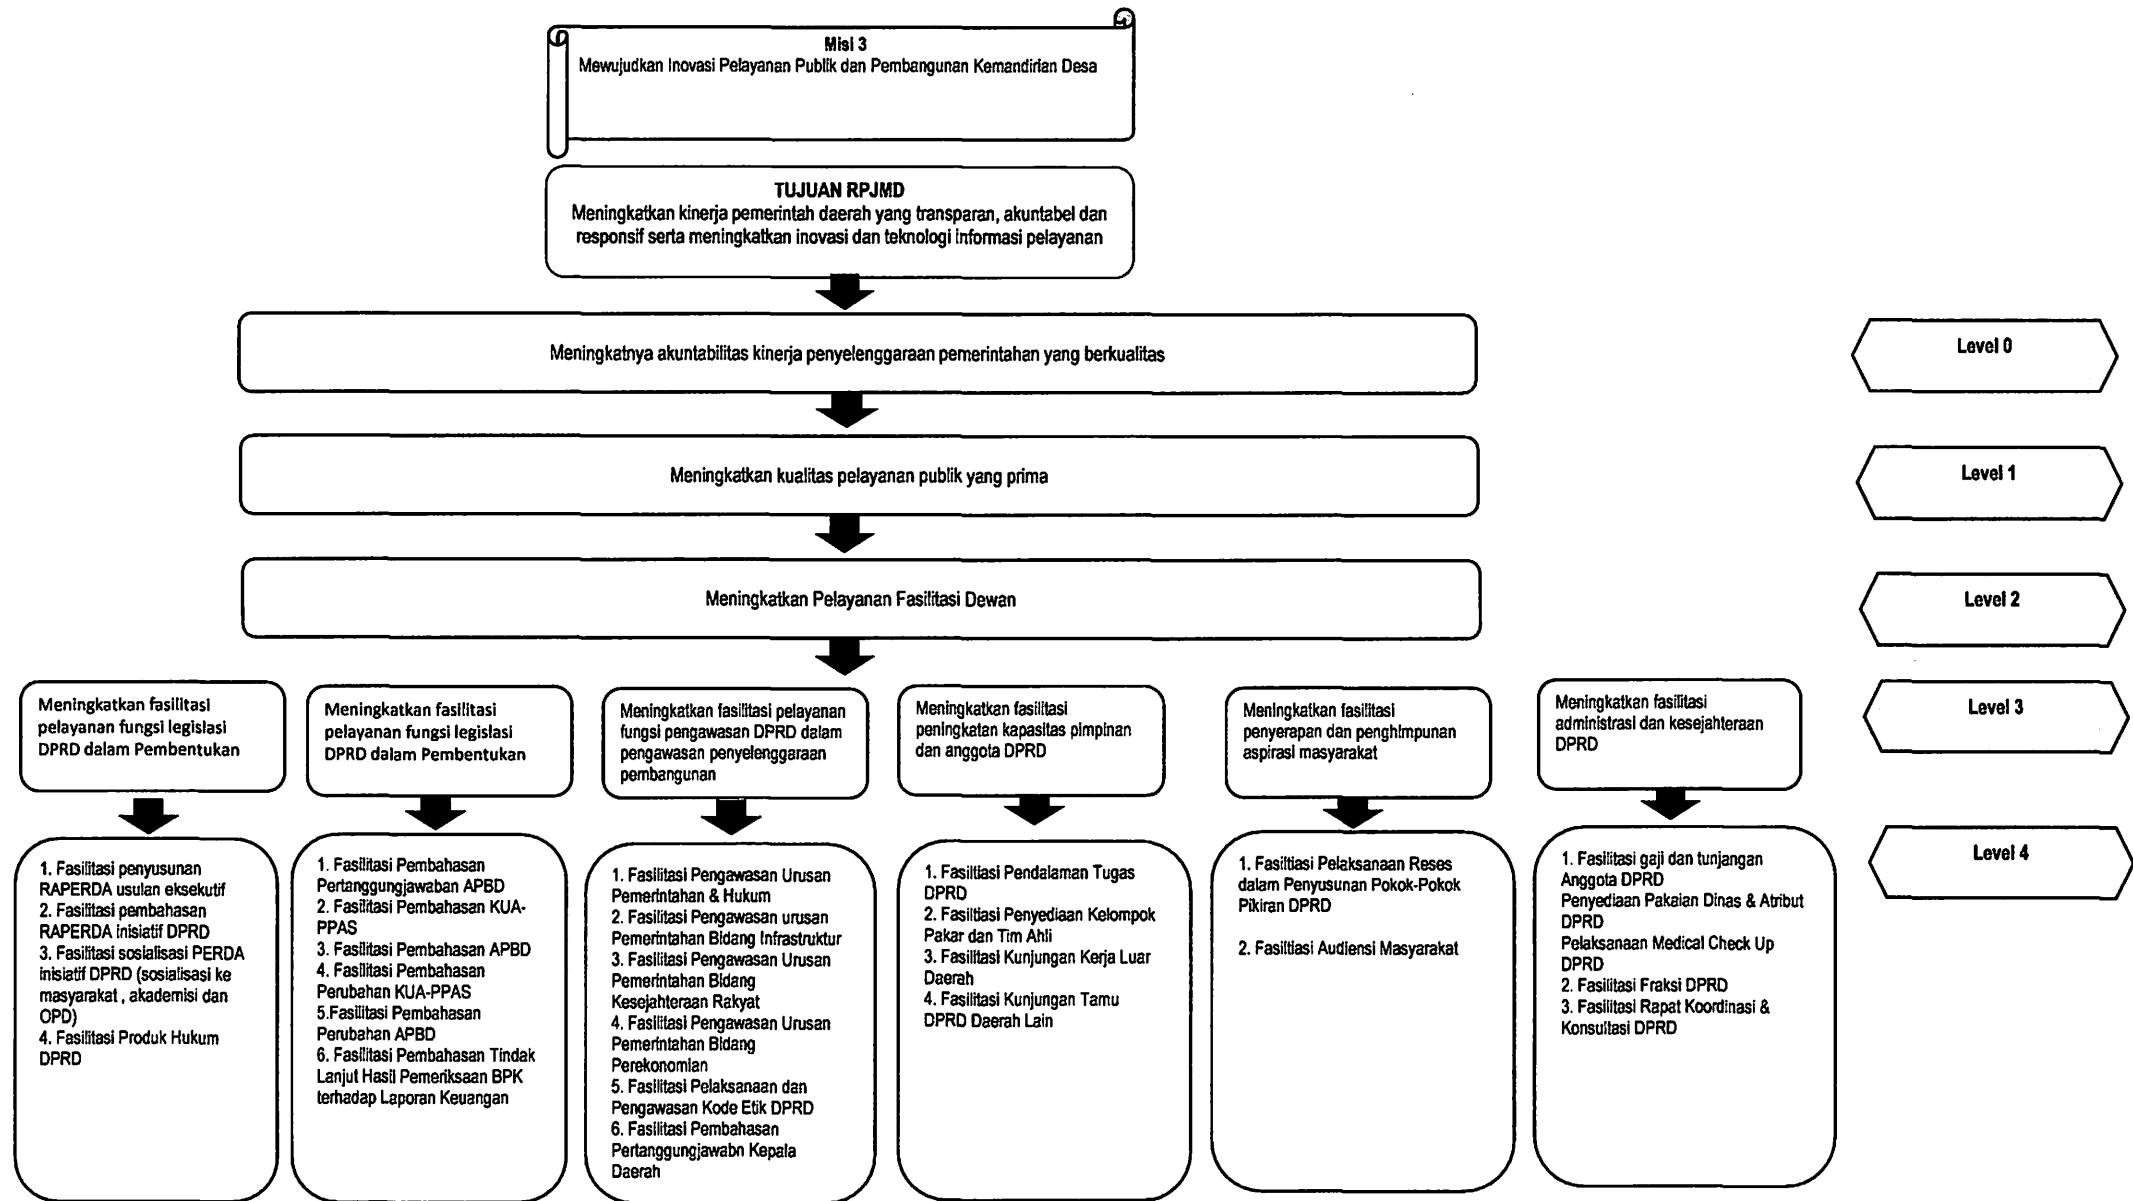 Misi 3
Mewujudkan Inovasi Pelayanan Publik dan Pembangunan Kemandirian Desa
TUJUAN RPJMD
Meningkatkan kinerja pemerintah daerah yang transparan, akuntabel dan
responsif serta meningkatkan inovasi dan teknologi informasi pelayanan
Meningkatnya akuntabilitas kinerja penyelenggaraan pemerintahan yang berkualitas
Level 0
Meningkatkan kualitas pelayanan publik yang prima
Level 1
Meningkatkan Pelayanan Fasilitasi Dewan
Level 2
Meningkatkan fasilitasi
pelayanan fungsi legislasi
DPRD dalam Pembentukan
Meningkatkan fasilitasi
pelayanan fungsi legislasi
DPRD dalam Pembentukan
Meningkatkan fasilitasi pelayanan
fungsi pengawasan DPRD dalam
pengawasan penyelenggaraan
pembangunan
Meningkatkan fasilitasi
peningkatan kapasitas pimpinan
dan anggota DPRD
Meningkatkan fasilitasi
penyerapan dan penghimpunan
aspirasi masyarakat
Meningkatkan fasilitasi
administrasi dan kesejahteraan
DPRD
Level 3
1. Fasilitasi penyusunan
RAPERDA usulan eksekutif
2. Fasilitasi pembahasan
RAPERDA inisiatif DPRD
3. Fasilitasi sosialisasi PERDA
inisiatif DPRD (sosialisasi ke
masyarakat , akademisi dan
OPD)
4. Fasilitasi Produk Hukum
DPRD
1. Fasilitasi Pembahasan
Pertanggungjawaban APBD
2. Fasilitasi Pembahasan KUA-
PPAS
3. Fasilitasi Pembahasan APBD
4. Fasilitasi Pembahasan
Perubahan KUA-PPAS
5.Fasilitasi Pembahasan
Perubahan APBD
6. Fasilitasi Pembahasan Tindak
Lanjut Hasil Pemeriksaan BPK
terhadap Laporan Keuangan
1. Fasilitasi Pengawasan Urusan
Pemerintahan & Hukum
2. Fasilitasi Pengawasan urusan
Pemerintahan Bidang Infrastruktur
3. Fasilitasi Pengawasan Urusan
Pemerintahan Bidang
Kesejahteraan Rakyat
4. Fasilitasi Pengawasan Urusan
Pemerintahan Bidang
Perekonomian
5. Fasilitasi Pelaksanaan dan
Pengawasan Kode Etik DPRD
6. Fasilitasi Pembahasan
Pertanggungjawabn Kepala
Daerah
1. Fasiltiasi Pendalaman Tugas
DPRD
2. Fasiltiasi Penyediaan Kelompok
Pakar dan Tim Ahli
3. Fasilitasi Kunjungan Kerja Luar
Daerah
4. Fasilitasi Kunjungan Tamu
DPRD Daerah Lain
1. Fasiltiasi Pelaksanaan Reses
dalam Penyusunan Pokok-Pokok
Pikiran DPRD
2. Fasiltiasi Audiensi Masyarakat
1. Fasilitasi gaji dan tunjangan
Anggota DPRD
Penyediaan Pakaian Dinas & Atribut
DPRD
Pelaksanaan Medical Check Up
DPRD
2. Fasilitasi Fraksi DPRD
3. Fasilitasi Rapat Koordinasi &
Konsultasi DPRD
Level 4